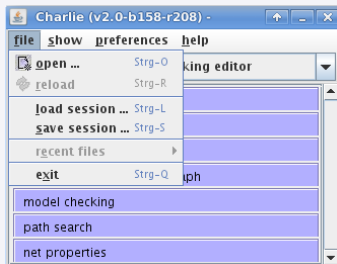 Charlie (v2.0-b158-r208) -
file show preferences help
open ... Strg-O
king editor
reload Strg-R
load session ... Strg-L
save session ... Strg-S
recent files
exit Strg-Q
aph
model checking
path search
net properties